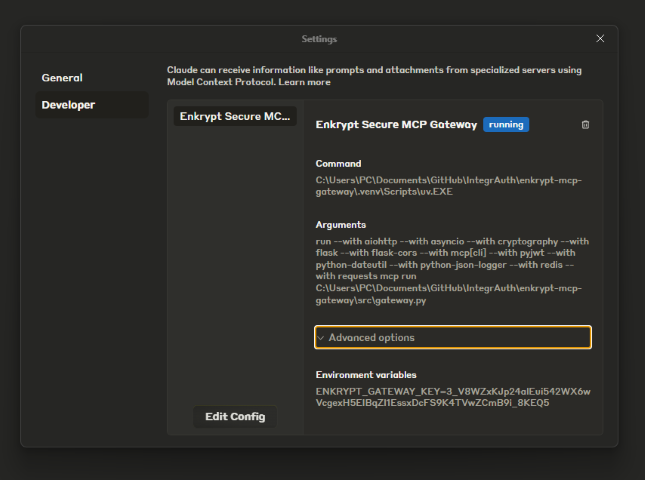 Settings
General
Developer
Claude can receive information like prompts and attachments from specialized servers using
Model Context Protocol. Learn more
Enkrypt Secure MC...
Edit Config
Enkrypt Secure MCP Gateway running
Command
C:\Users\PC\Documents\GitHub\IntegrAuth\enkrypt-mcp-
gateway\.venv\Scripts\uv.EXE
Arguments
run --with aiohttp --with asyncio --with cryptography --with
flask --with flask-cors --with mcp[cli] --with pyjwt --with
python-dateutil --with python-json-logger --with redis --
with requests mcp run
C:\Users\PC\Documents\GitHub\IntegrAuth\enkrypt-mcp-
gateway\src\gateway.py
Advanced options
Environment variables
ENKRYPT_GATEWAY_KEY=3_V8WZxKJp24alEui542WX6w
VcgexH5EIBqZI1EssxDcFS9K4TVwZCmB9i_8KEQ5